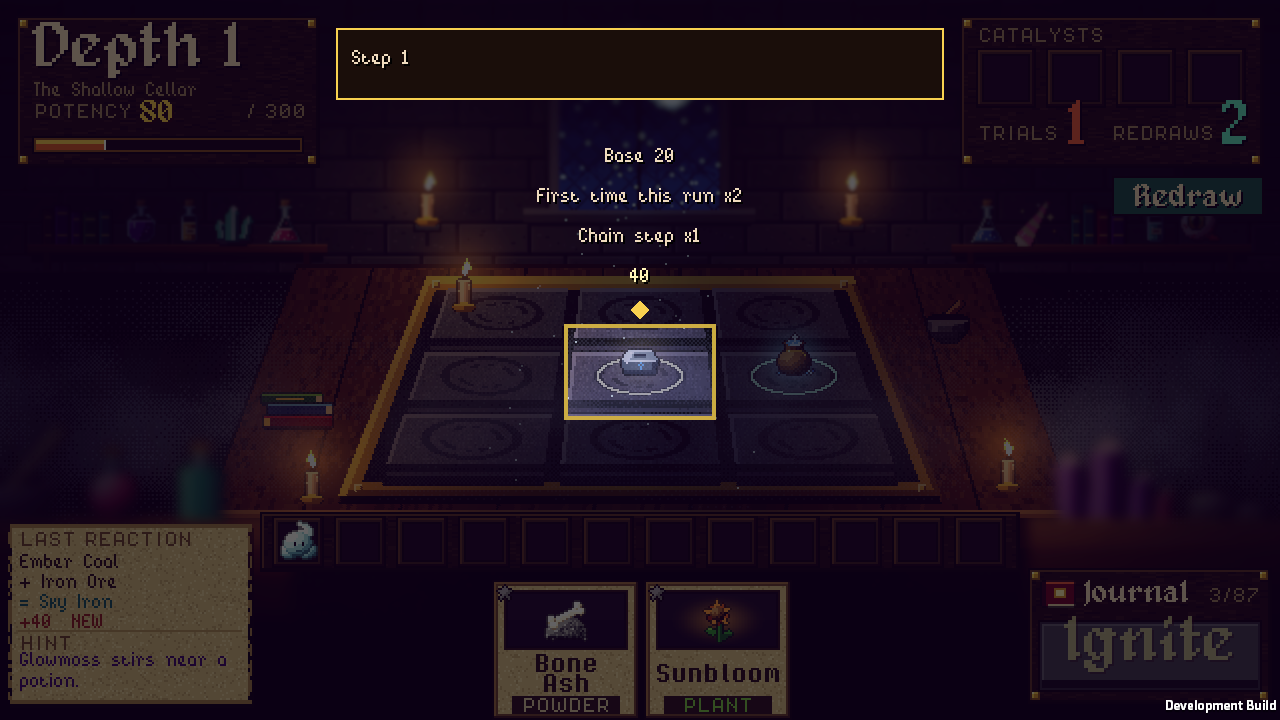 Depth 1
The Shallow Cellar
POTENCY 80 / 300
Step 1
CATALYSTS
TRIALS 1 REDRAWS 2
Redraw
Base 20
First time this run x2
Chain step x1
40
LAST REACTION
Ember Coal
+ Iron Ore
= Sky Iron
+40 NEW
HINT
Glowmoss stirs near a
potion.
Bone
Ash
POWDER
Sunbloom
PLANT
Journal 3/87
Ignite
Development Build